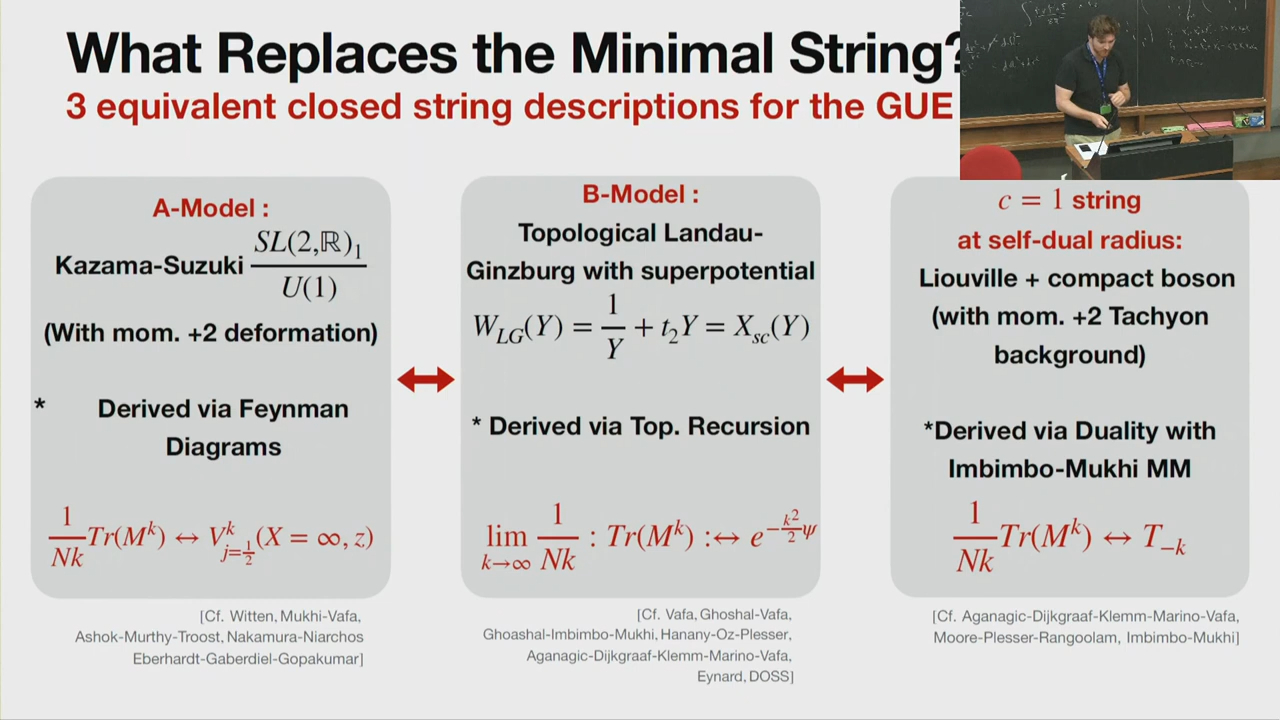 What Replaces the Minimal String?
3 equivalent closed string descriptions for the GUE
A-Model :
Kazama-Suzuki SL(2,ℝ)₁ / U(1)
(With mom. +2 deformation)
* Derived via Feynman
Diagrams
1/Nk Tr(M^k) ↔ V^k_{j=1/2}(X = ∞, z)
[Cf. Witten, Mukhi-Vafa,
Ashok-Murthy-Troost, Nakamura-Niarchos
Eberhardt-Gaberdiel-Gopakumar]
B-Model :
Topological Landau-
Ginzburg with superpotential
W_{LG}(Y) = 1/Y + t₂Y = X_{sc}(Y)
* Derived via Top. Recursion
lim_{k→∞} 1/Nk : Tr(M^k) :↔ e^{-k²/2 ψ}
[Cf. Vafa, Ghoshal-Vafa,
Ghoashal-Imbimbo-Mukhi, Hanany-Oz-Plesser,
Aganagic-Dijkgraaf-Klemm-Marino-Vafa,
Eynard, DOSS]
c = 1 string
at self-dual radius:
Liouville + compact boson
(with mom. +2 Tachyon
background)
*Derived via Duality with
Imbimbo-Mukhi MM
1/Nk Tr(M^k) ↔ T_{-k}
[Cf. Aganagic-Dijkgraaf-Klemm-Marino-Vafa,
Moore-Plesser-Rangoolam, Imbimbo-Mukhi]